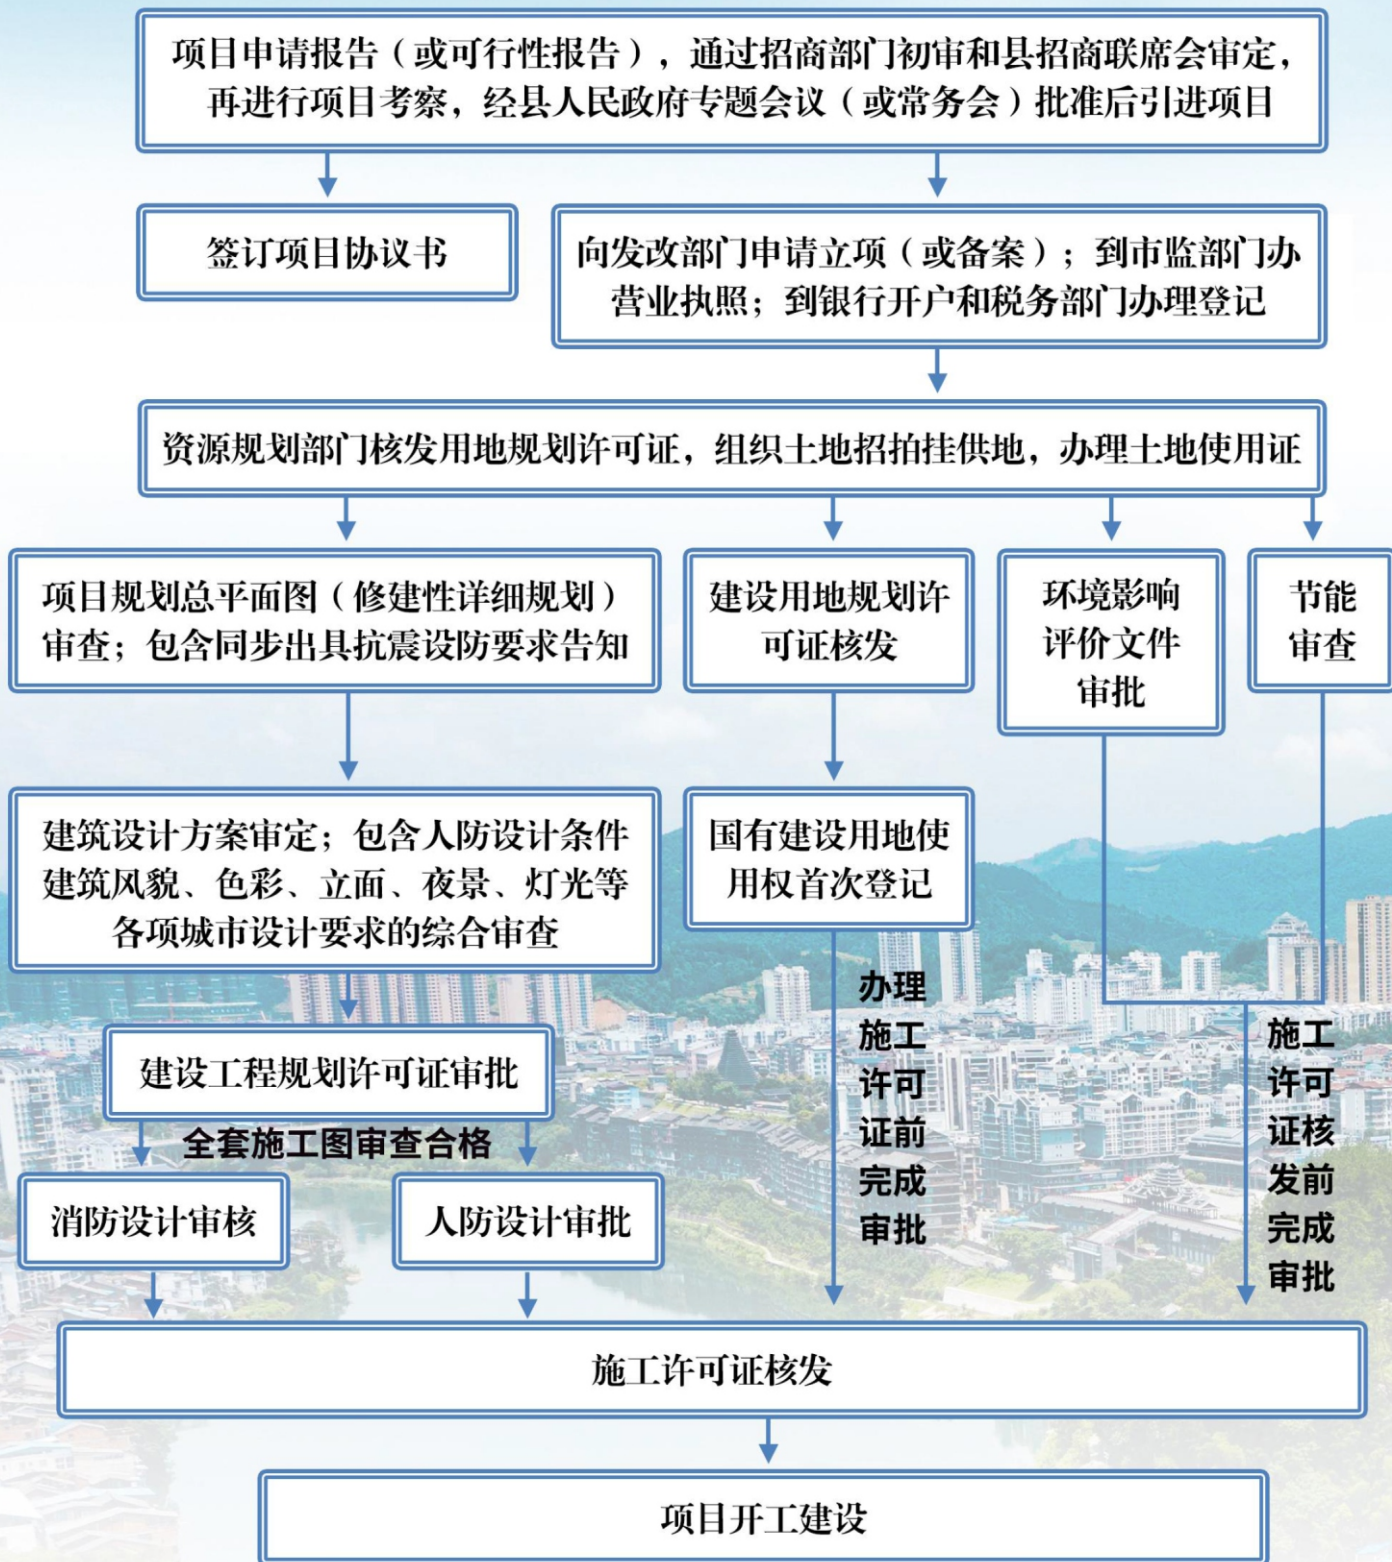 项目申请报告（或可行性报告），通过招商部门初审和县招商联席会审定，
再进行项目考察，经县人民政府专题会议（或常务会）批准后引进项目
签订项目协议书
向发改部门申请立项（或备案）；到市监部门办
营业执照；到银行开户和税务部门办理登记
资源规划部门核发用地规划许可证，组织土地招拍挂供地，办理土地使用证
项目规划总平面图（修建性详细规划）
审查；包含同步出具抗震设防要求告知
建设用地规划许
可证核发
环境影响
评价文件
审批
节能
审查
建筑设计方案审定；包含人防设计条件
建筑风貌、色彩、立面、夜景、灯光等
各项城市设计要求的综合审查
国有建设用地使
用权首次登记
办理
施工
许可
证前
完成
审批
施工
许可
证核
发前
完成
审批
建设工程规划许可证审批
全套施工图审查合格
消防设计审核
人防设计审批
施工许可证核发
项目开工建设